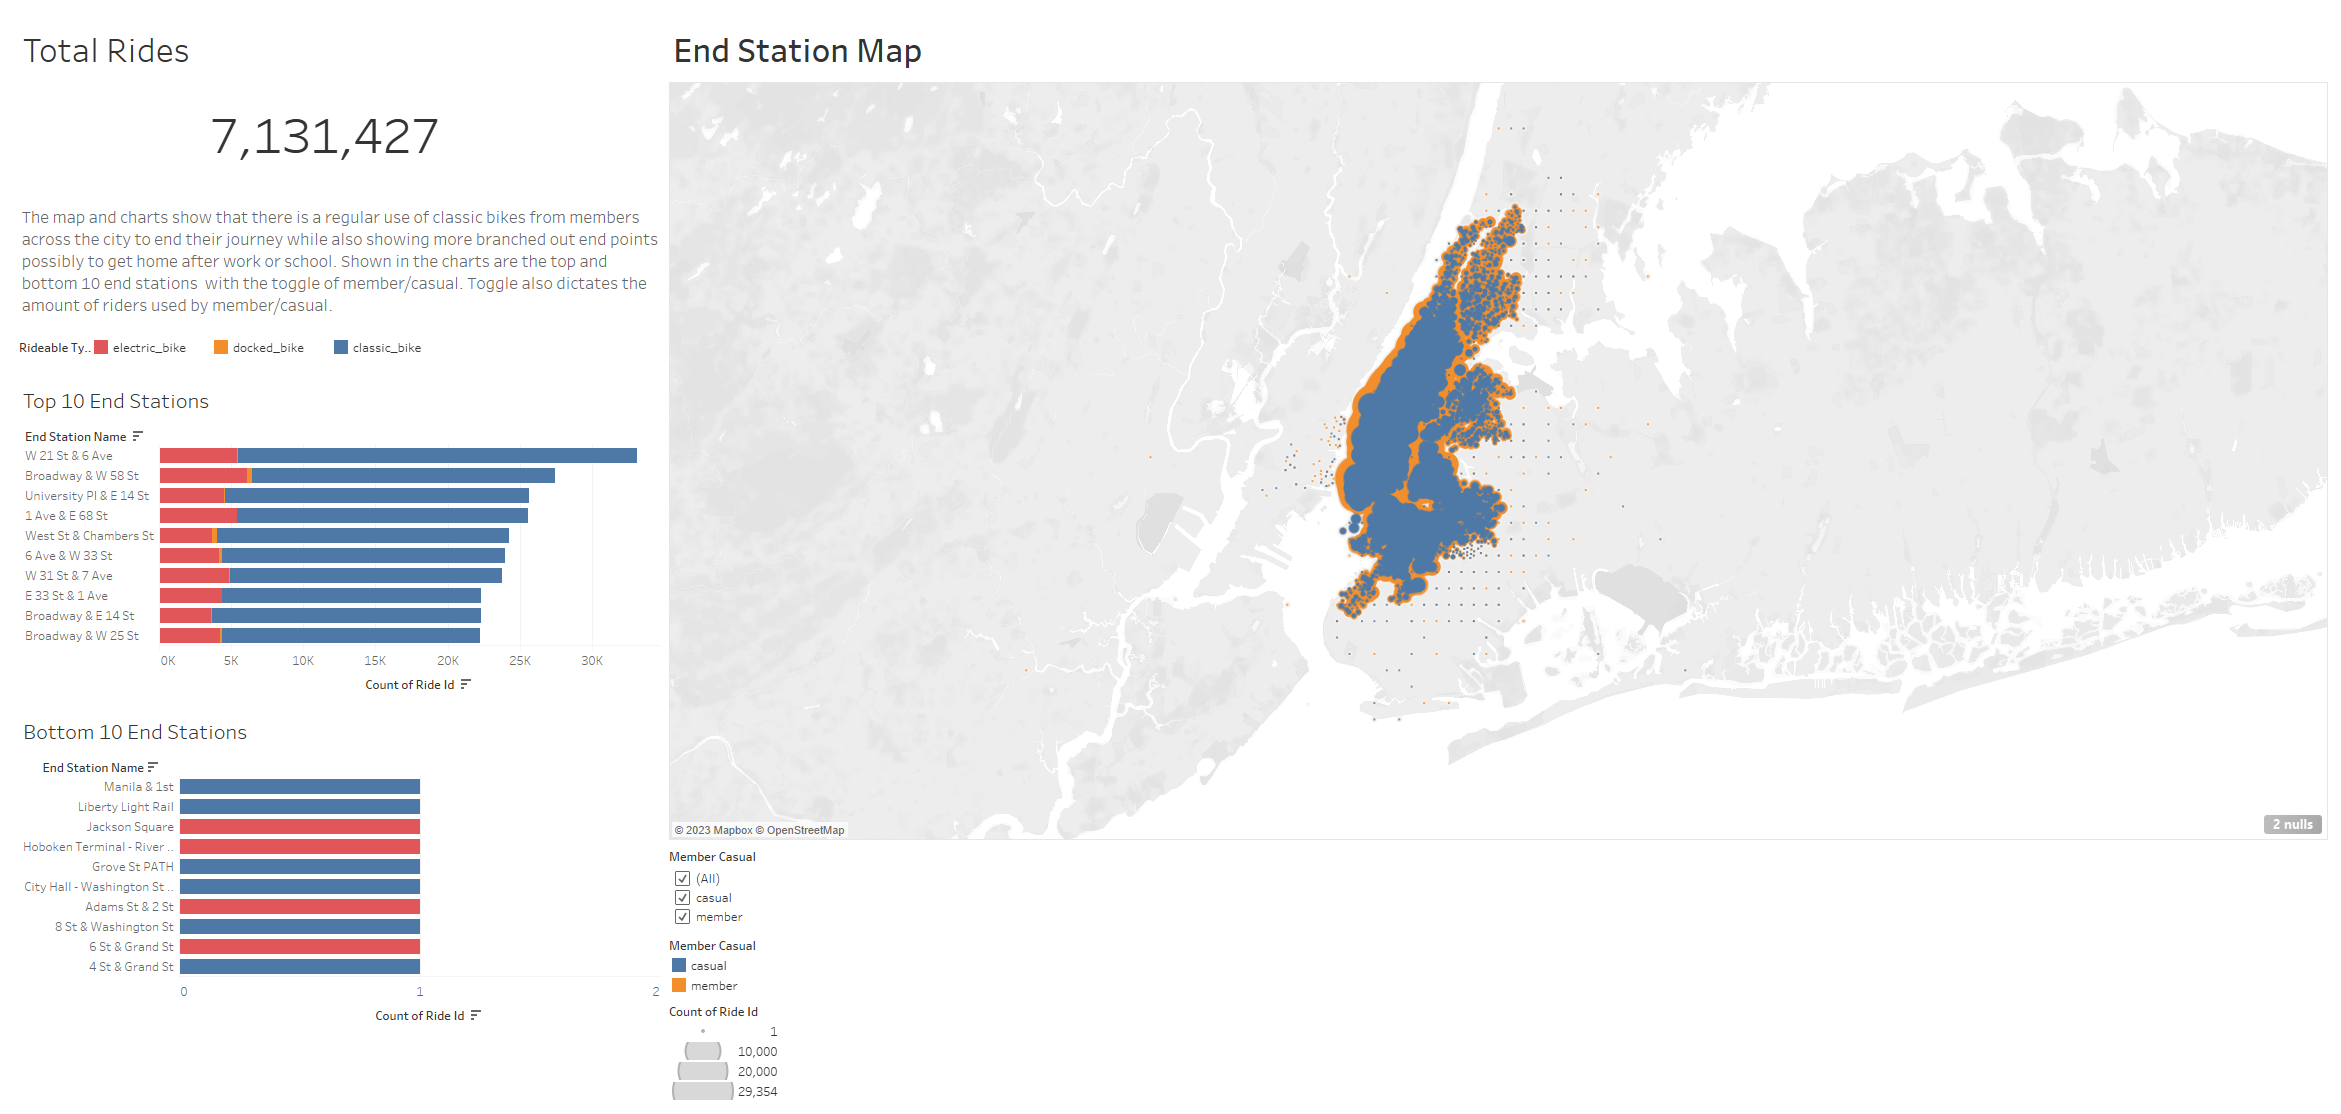 Total Rides
7,131,427
The map and charts show that there is a regular use of classic bikes from members
across the city to end their journey while also showing more branched out end points
possibly to get home after work or school. Shown in the charts are the top and
bottom 10 end stations with the toggle of member/casual. Toggle also dictates the
amount of riders used by member/casual.
Rideable Ty.. electric_bike docked_bike classic_bike
Top 10 End Stations
End Station Name
W 21 St & 6 Ave
Broadway & W 58 St
University Pl & E 14 St
1 Ave & E 68 St
West St & Chambers St
6 Ave & W 33 St
W 31 St & 7 Ave
E 33 St & 1 Ave
Broadway & E 14 St
Broadway & W 25 St
0K 5K 10K 15K 20K 25K 30K
Count of Ride Id
Bottom 10 End Stations
End Station Name
Manila & 1st
Liberty Light Rail
Jackson Square
Hoboken Terminal - River ..
Grove St PATH
City Hall - Washington St ..
Adams St & 2 St
8 St & Washington St
6 St & Grand St
4 St & Grand St
0 1 2
Count of Ride Id
End Station Map
© 2023 Mapbox © OpenStreetMap
2 nulls
Member Casual
(All)
casual
member
Member Casual
casual
member
Count of Ride Id
1
10,000
20,000
29,354